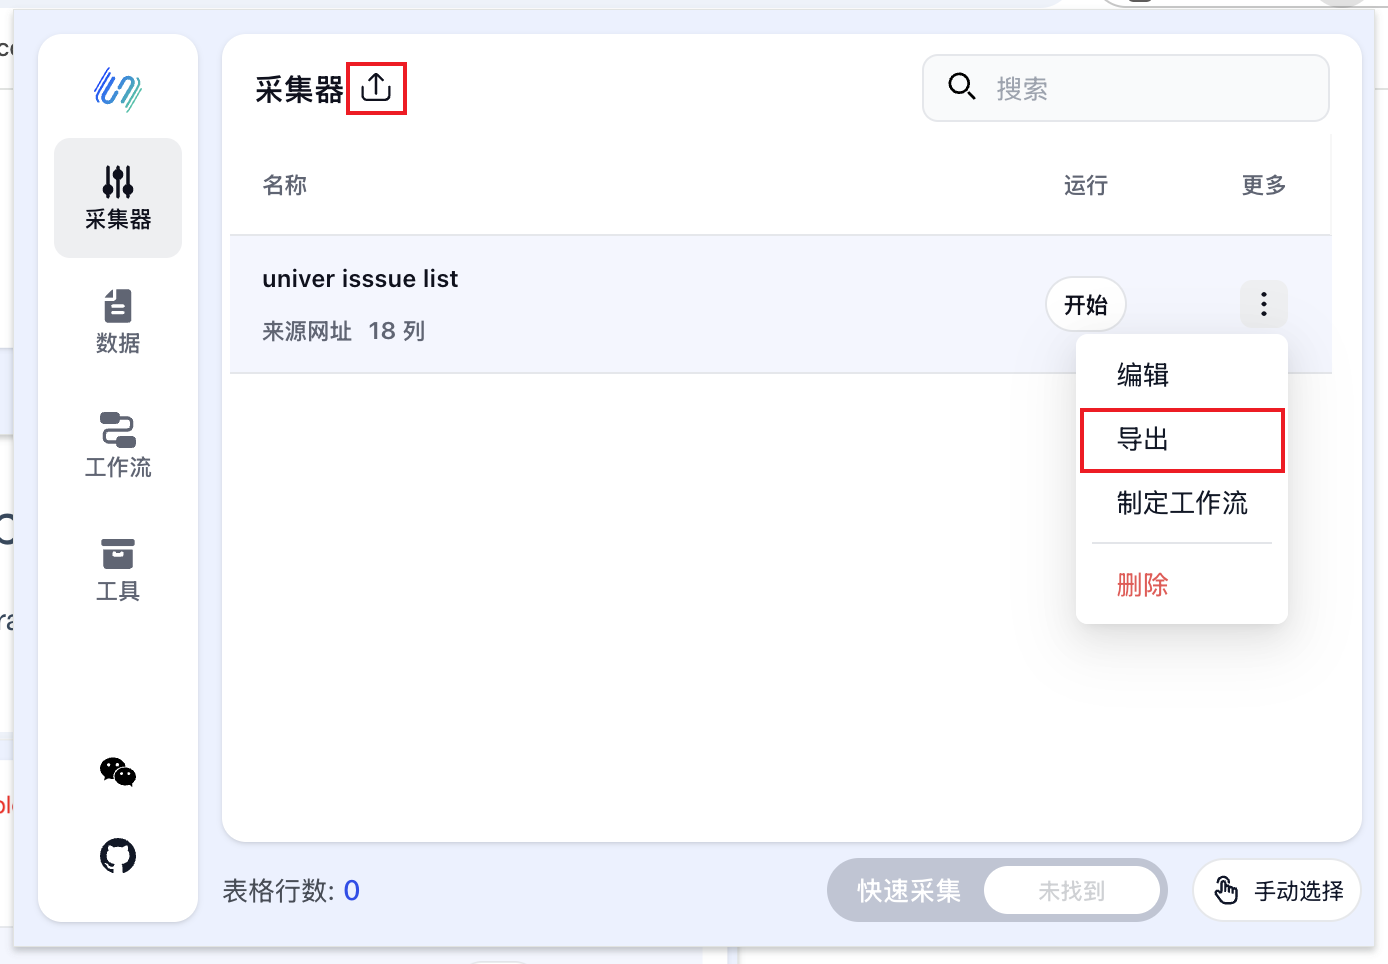 采集器
搜索
采集器
数据
工作流
工具
名称
运行
更多
univer isssue list
来源网址 18 列
开始
编辑
导出
制定工作流
删除
表格行数: 0
快速采集
未找到
手动选择